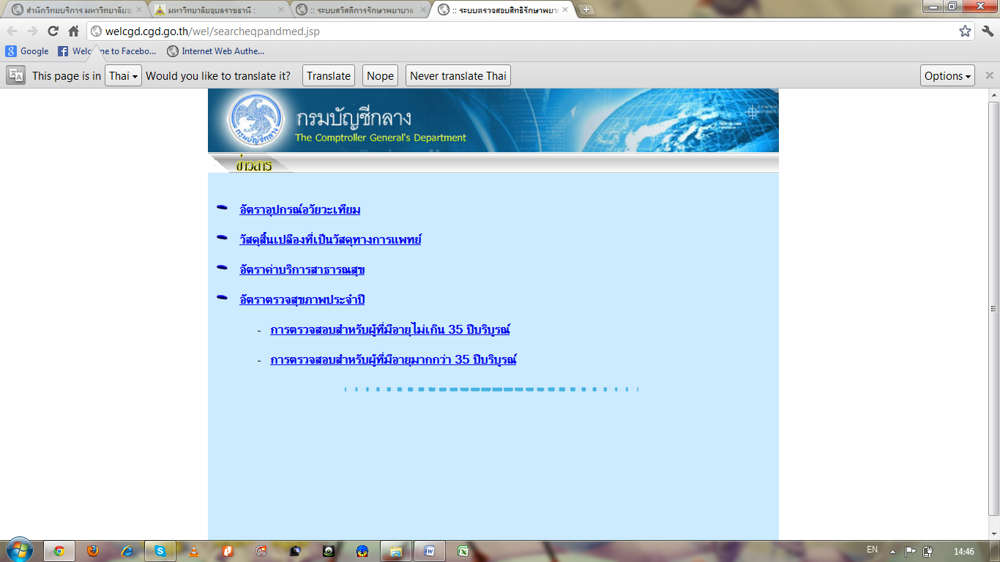 สำนักวิทยบริการ มหาวิทยาลัยอุ
มหาวิทยาลัยอุบลราชธานี :
:: ระบบสวัสดิการรักษาพยาบาล
:: ระบบตรวจสอบสิทธิรักษาพยา
welcgd.cgd.go.th/wel/searcheqpandmed.jsp
Google
Welcome to Facebo...
Internet Web Authe...
This page is in Thai Would you like to translate it? Translate Nope Never translate Thai Options
กรมบัญชีกลาง
กรมบัญชีกลาง
The Comptroller General's Department
ข่าวสาร
อัตราอุปกรณ์อวัยวะเทียม
วัสดุสิ้นเปลืองที่เป็นวัสดุทางการแพทย์
อัตราค่าบริการสาธารณสุข
อัตราตรวจสุขภาพประจำปี
- การตรวจสอบสำหรับผู้ที่มีอายุไม่เกิน 35 ปีบริบูรณ์
- การตรวจสอบสำหรับผู้ที่มีอายุมากกว่า 35 ปีบริบูรณ์
EN
14:46